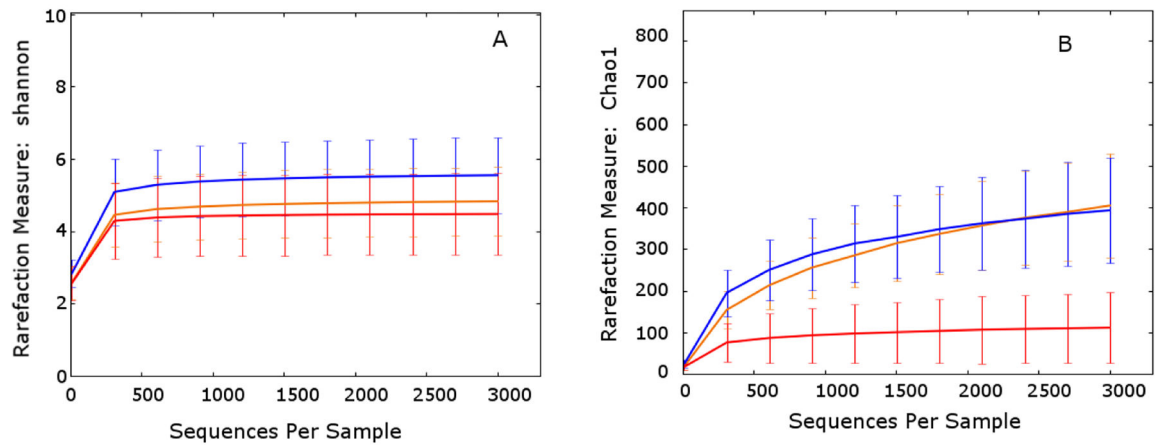 A
Rarefaction Measure: shannon
10
8
6
4
2
0
0 500 1000 1500 2000 2500 3000
Sequences Per Sample
B
Rarefaction Measure: Chao1
800
700
600
500
400
300
200
100
0
0 500 1000 1500 2000 2500 3000
Sequences Per Sample